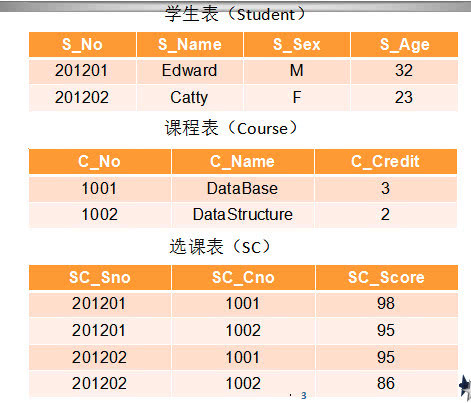 学生表（Student）
S_No S_Name S_Sex S_Age
201201 Edward M 32
201202 Catty F 23
课程表（Course）
C_No C_Name C_Credit
1001 DataBase 3
1002 DataStructure 2
选课表（SC）
SC_Sno SC_Cno SC_Score
201201 1001 98
201201 1002 95
201202 1001 95
201202 1002 86
3